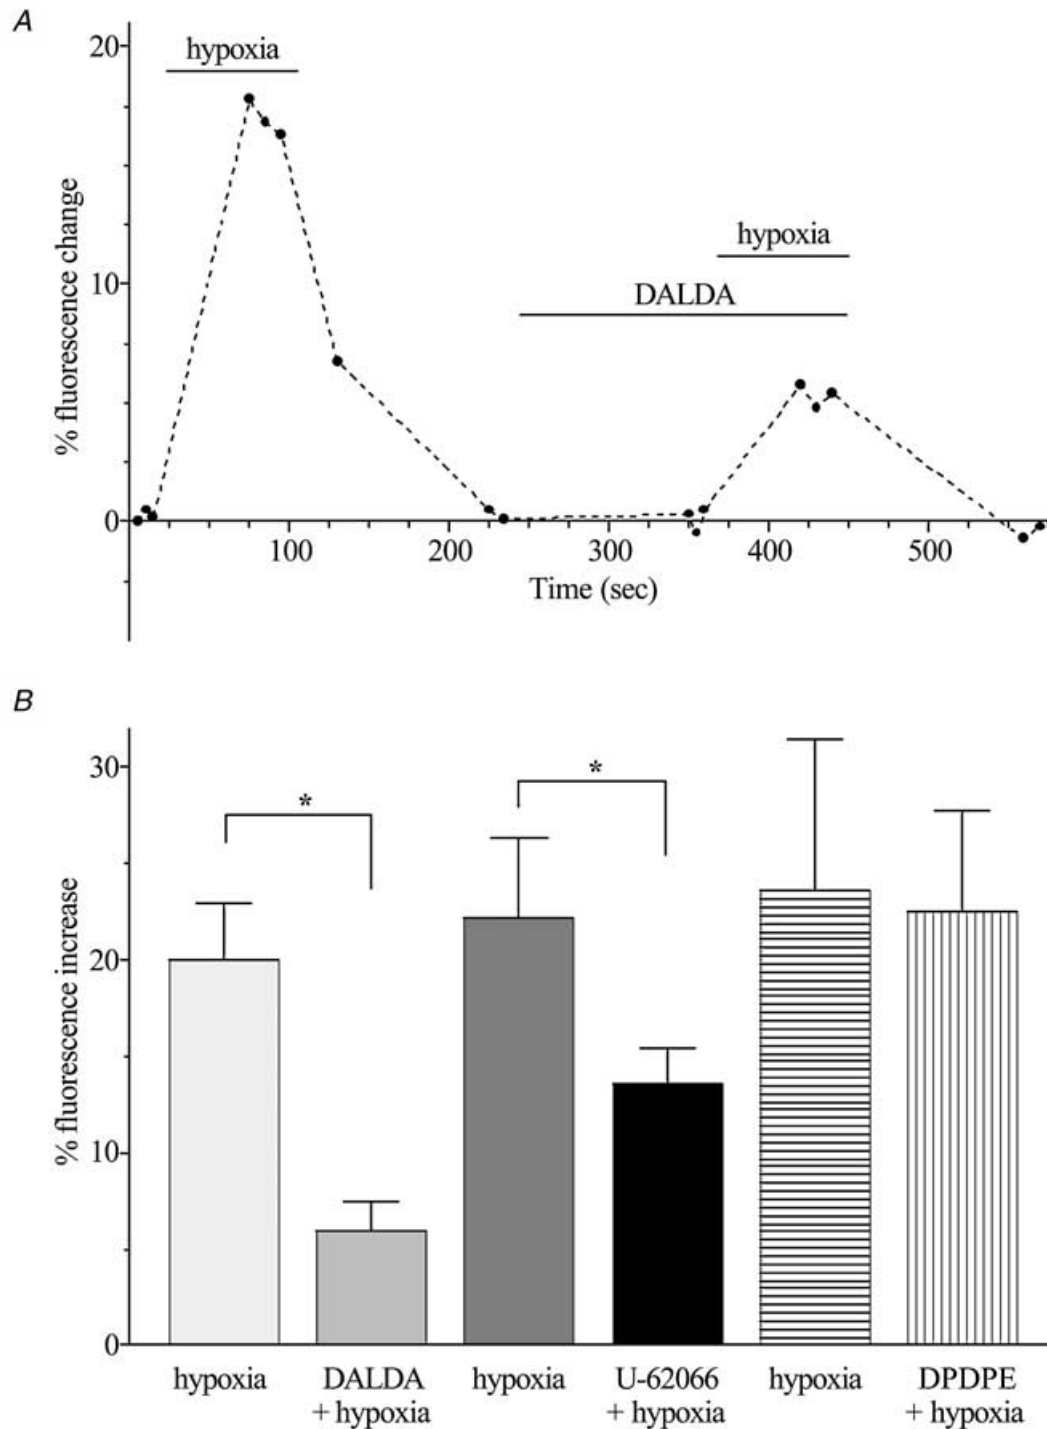 A
20
hypoxia
% fluorescence change
hypoxia
10
DALDA
0
100 200 300 400 500
Time (sec)
B
30
* *
% fluorescence increase
20
10
0
hypoxia DALDA hypoxia U-62066 hypoxia DPDPE
+ hypoxia + hypoxia + hypoxia